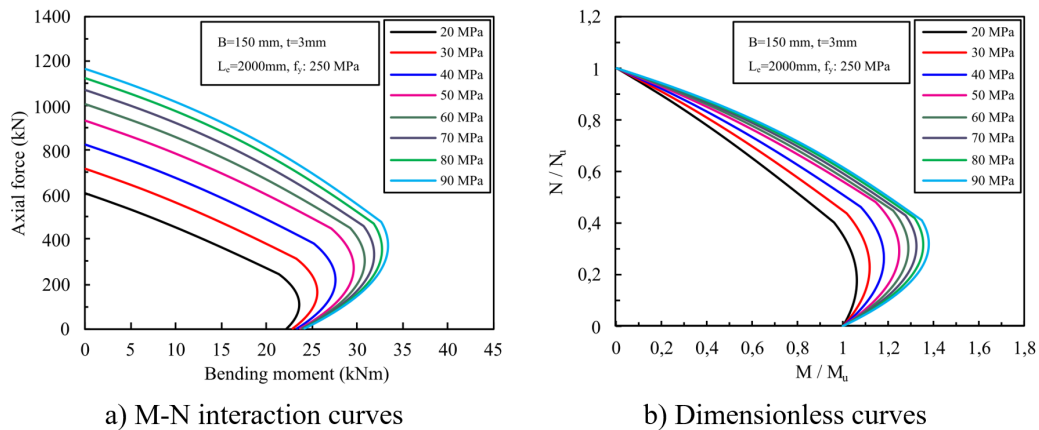 1400
1200
1000
800
600
400
200
0
0 5 10 15 20 25 30 35 40 45
Axial force (kN)
Bending moment (kNm)
B=150 mm, t=3mm
Lₑ=2000mm, fᵧ: 250 MPa
20 MPa
30 MPa
40 MPa
50 MPa
60 MPa
70 MPa
80 MPa
90 MPa
a) M-N interaction curves
1,2
1
0,8
0,6
0,4
0,2
0
0 0,2 0,4 0,6 0,8 1 1,2 1,4 1,6 1,8
N / Nᵤ
M / Mᵤ
B=150 mm, t=3mm
Lₑ=2000mm, fᵧ: 250 MPa
20 MPa
30 MPa
40 MPa
50 MPa
60 MPa
70 MPa
80 MPa
90 MPa
b) Dimensionless curves